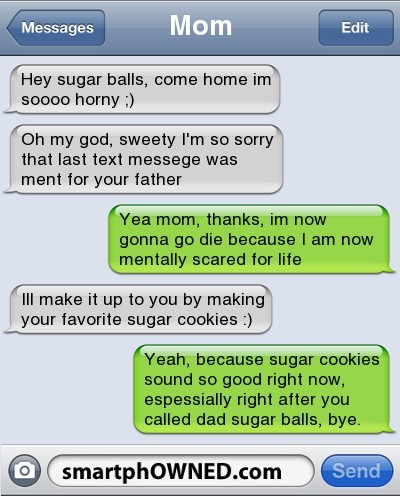 Messages
Mom
Edit
Hey sugar balls, come home im
soooo horny ;)
Oh my god, sweety I'm so sorry
that last text messege was
ment for your father
Yea mom, thanks, im now
gonna go die because I am now
mentally scared for life
Ill make it up to you by making
your favorite sugar cookies :)
Yeah, because sugar cookies
sound so good right now,
espessially right after you
called dad sugar balls, bye.
smartphOWNED.com
Send